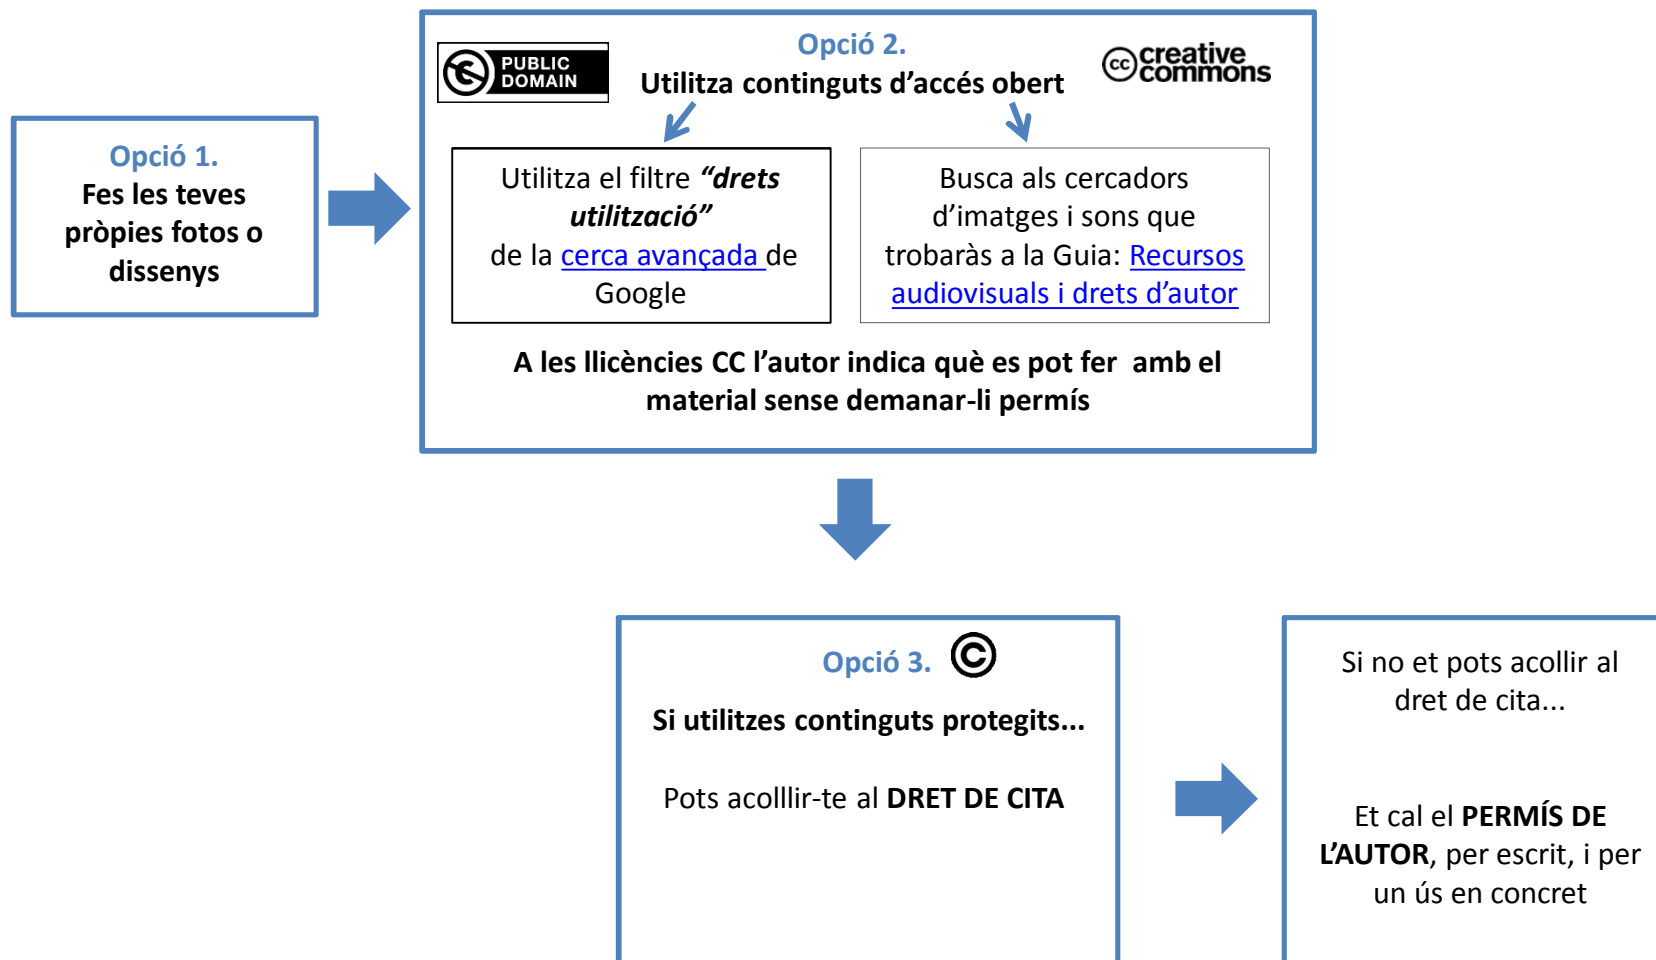 Opció 1.
Fes les teves
pròpies fotos o
dissenys
PUBLIC
DOMAIN
Opció 2.
Utilitza continguts d’accés obert
cc creative
commons
Utilitza el filtre “drets
utilització”
de la cerca avançada de
Google
Busca als cercadors
d’imatges i sons que
trobaràs a la Guia: Recursos
audiovisuals i drets d’autor
A les llicències CC l’autor indica què es pot fer  amb el
material sense demanar-li permís
Opció 3. ©
Si utilitzes continguts protegits...
Pots acolllir-te al DRET DE CITA
Si no et pots acollir al
dret de cita...
Et cal el PERMÍS DE
L’AUTOR, per escrit, i per
un ús en concret